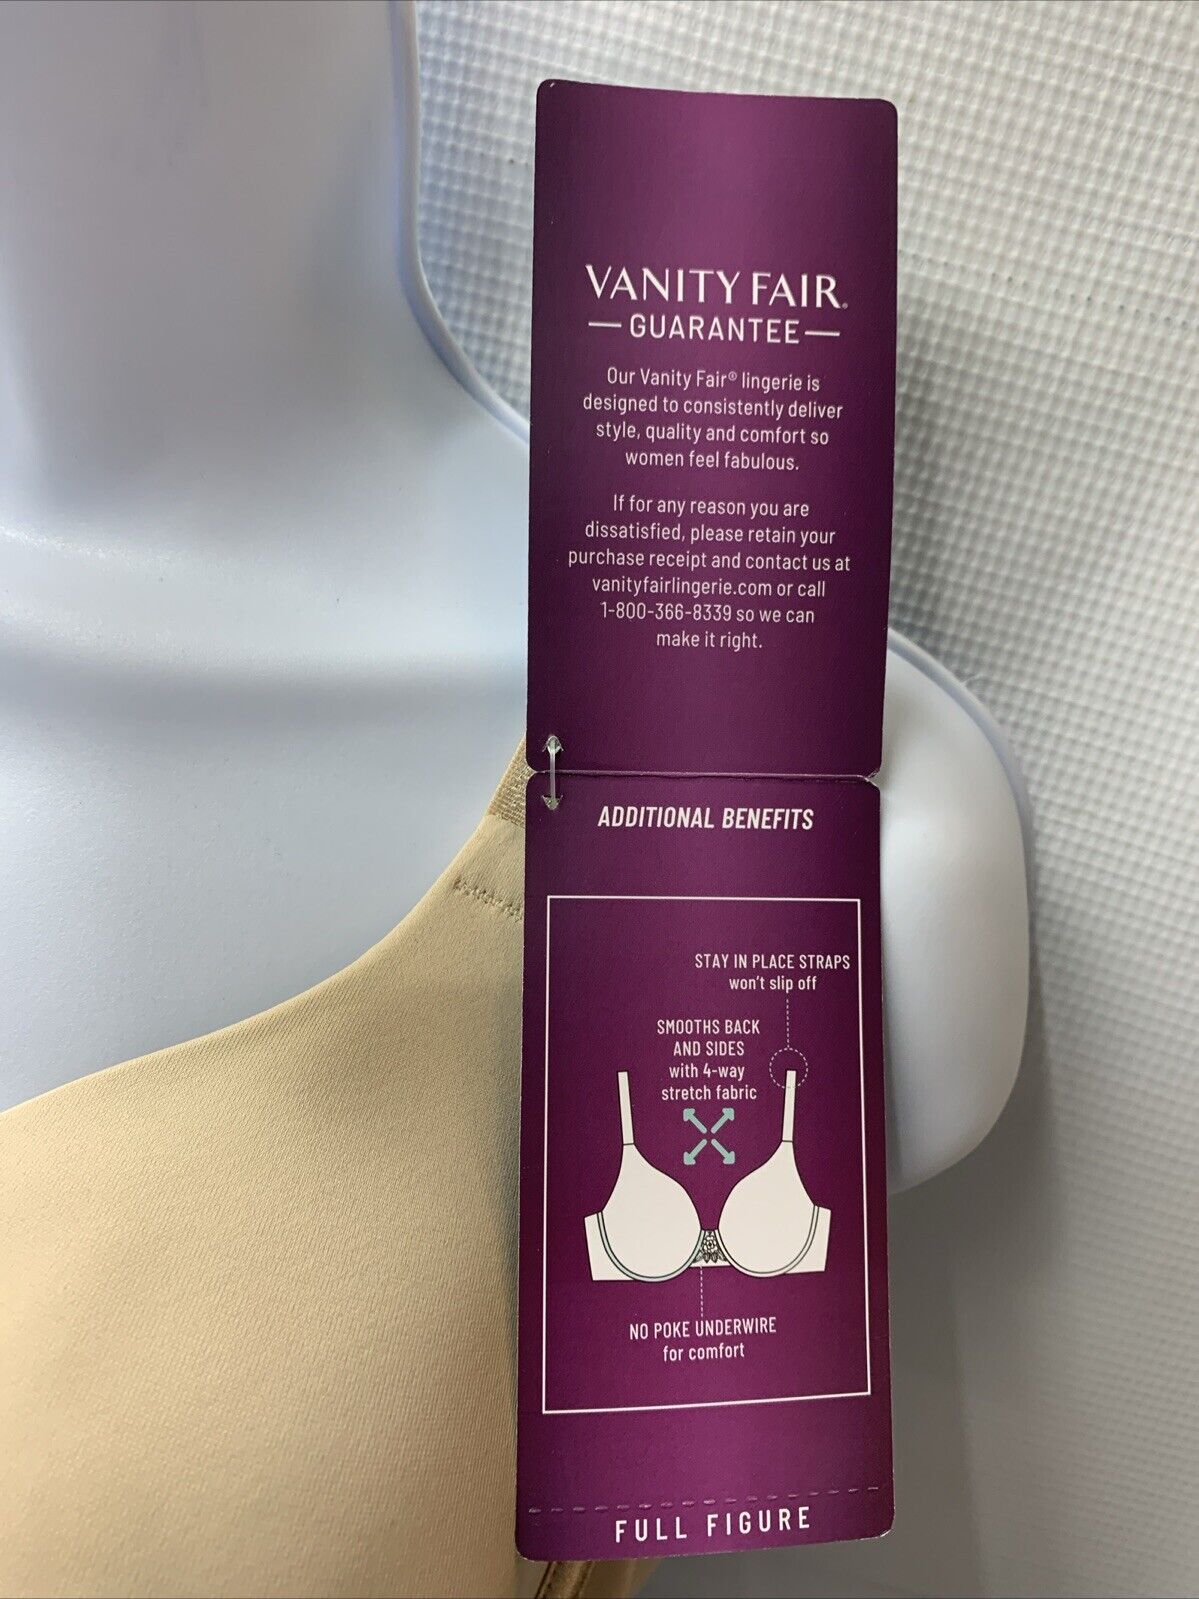 VANITY FAIR®
GUARANTEE
Our Vanity Fair® lingerie is
designed to consistently deliver
style, quality and comfort so
women feel fabulous.
If for any reason you are
dissatisfied, please retain your
purchase receipt and contact us at
vanityfairlingerie.com or call
1-800-366-8339 so we can
make it right.
ADDITIONAL BENEFITS
STAY IN PLACE STRAPS
won't slip off
SMOOTHS BACK
AND SIDES
with 4-way
stretch fabric
NO POKE UNDERWIRE
for comfort
FULL FIGURE